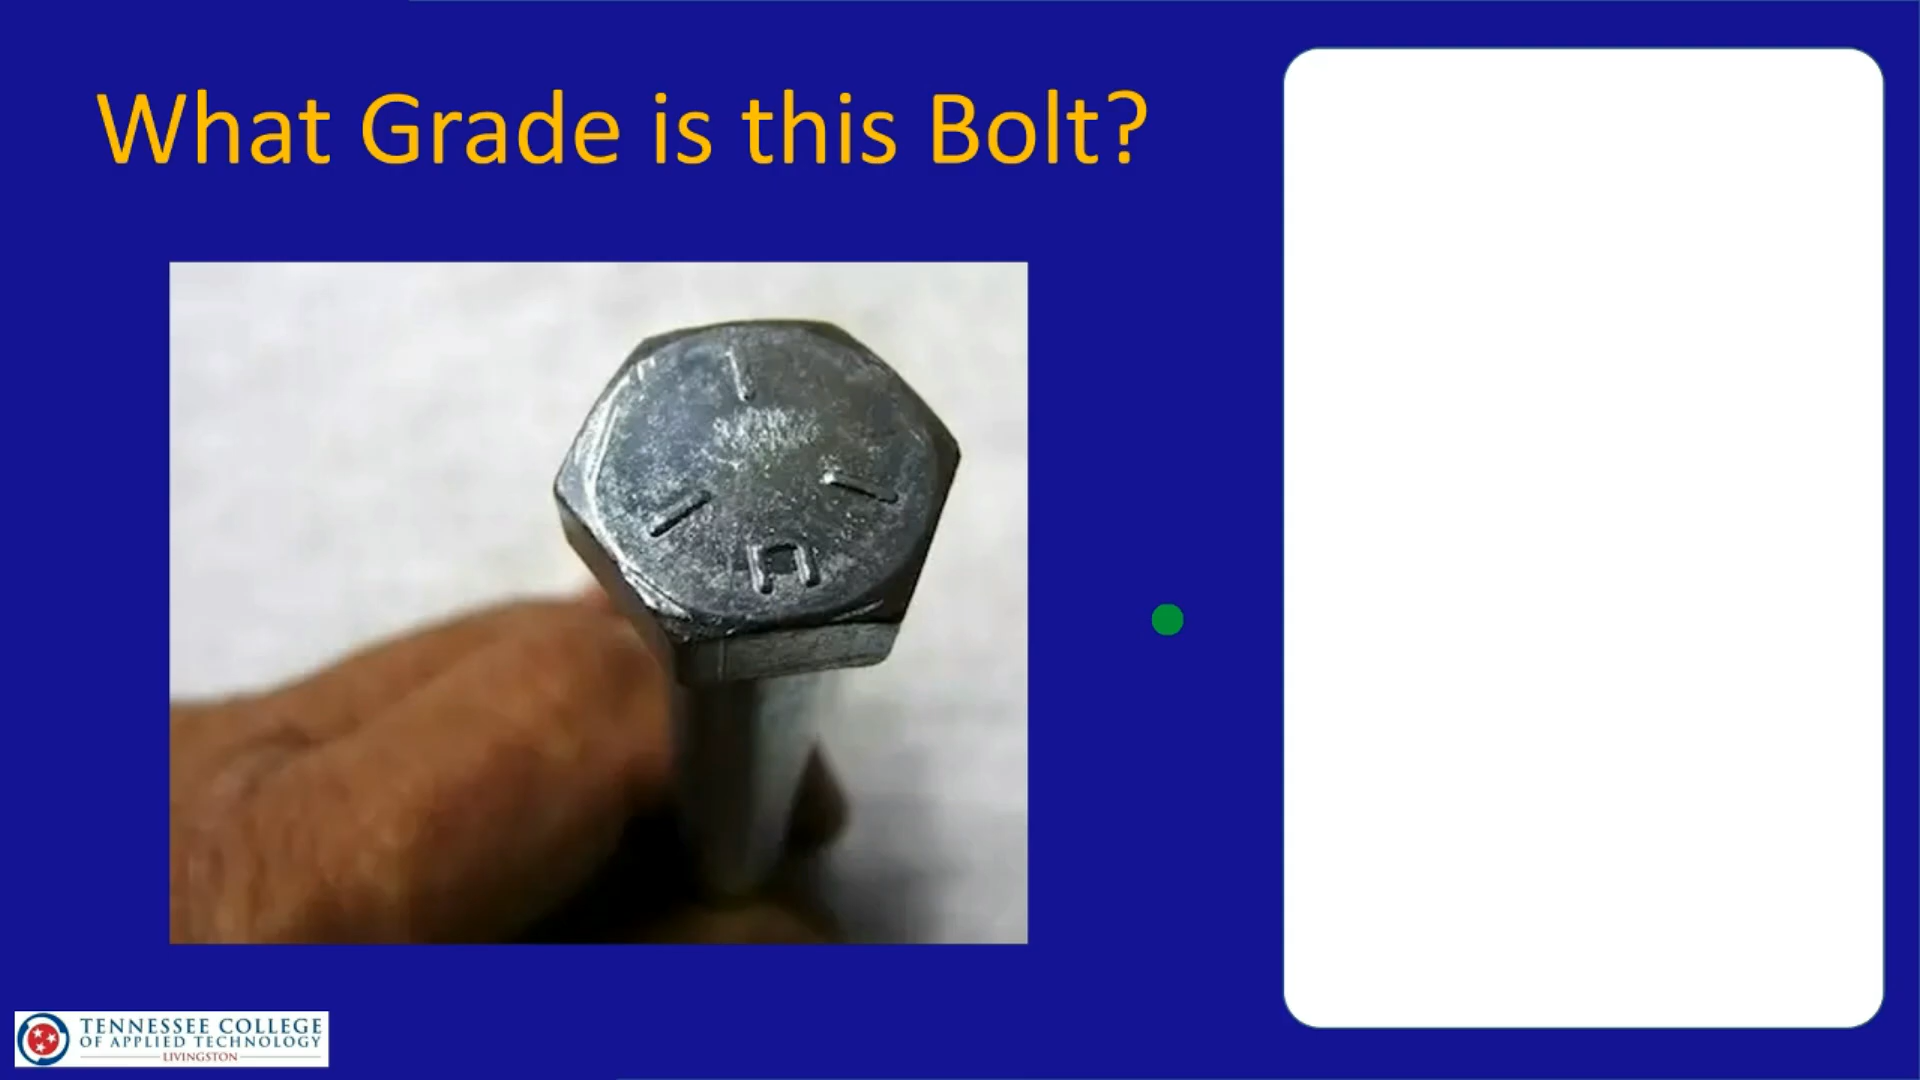 What Grade is this Bolt?
TENNESSEE COLLEGE
OF APPLIED TECHNOLOGY
LIVINGSTON